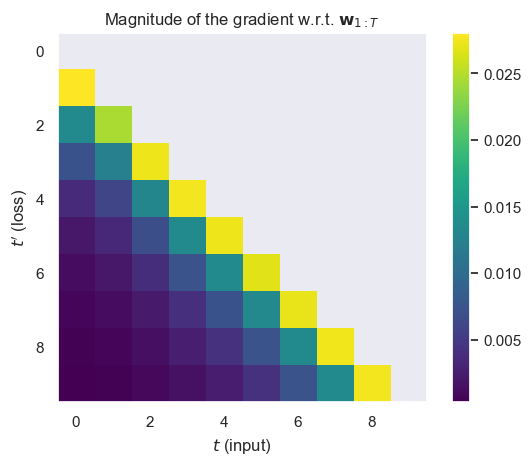 Magnitude of the gradient w.r.t. w₁:T
0
2
4
6
8
t′ (loss)
0 2 4 6 8
t (input)
0.025
0.020
0.015
0.010
0.005